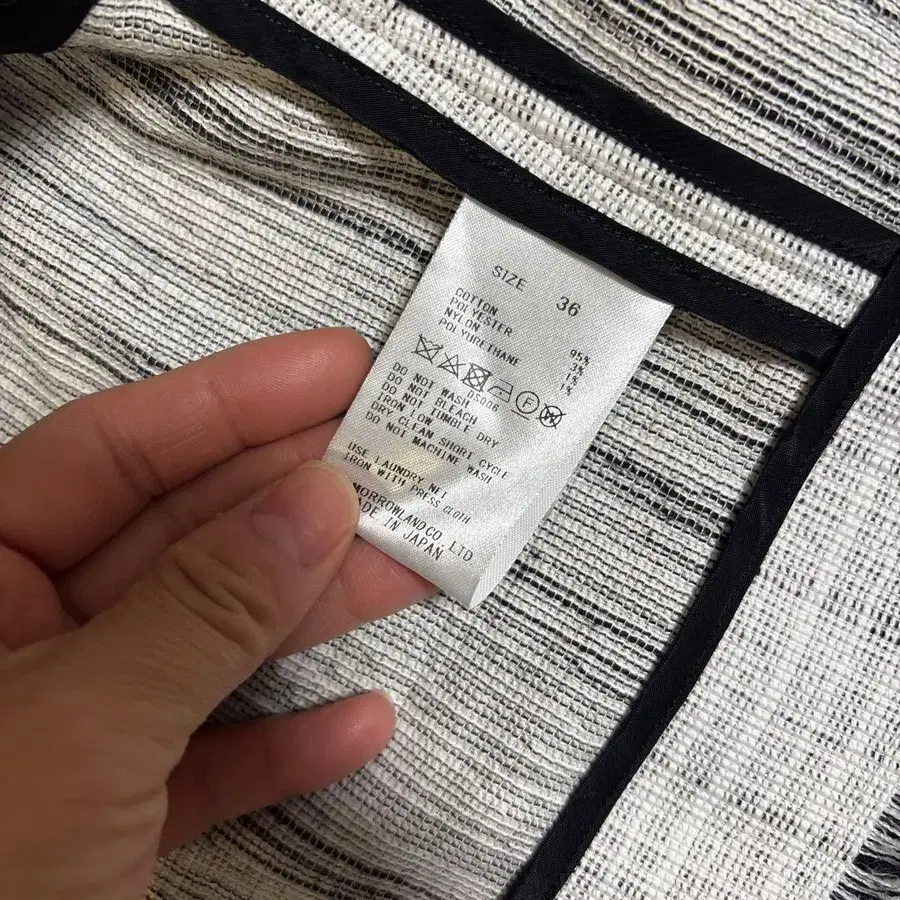 SIZE 36
COTTON 95%
POLYESTER 3%
NYLON 1%
POLYURETHANE 1%
F
DS006
DO NOT WASH
DO NOT BLEACH
DO NOT TUMBLE DRY
IRON LOW
DRY CLEAN SHORT CYCLE
DO NOT MACHINE WASH
USE LAUNDRY NET
IRON WITH PRESS CLOTH
MORROWLAND CO., LTD
ADE IN JAPAN